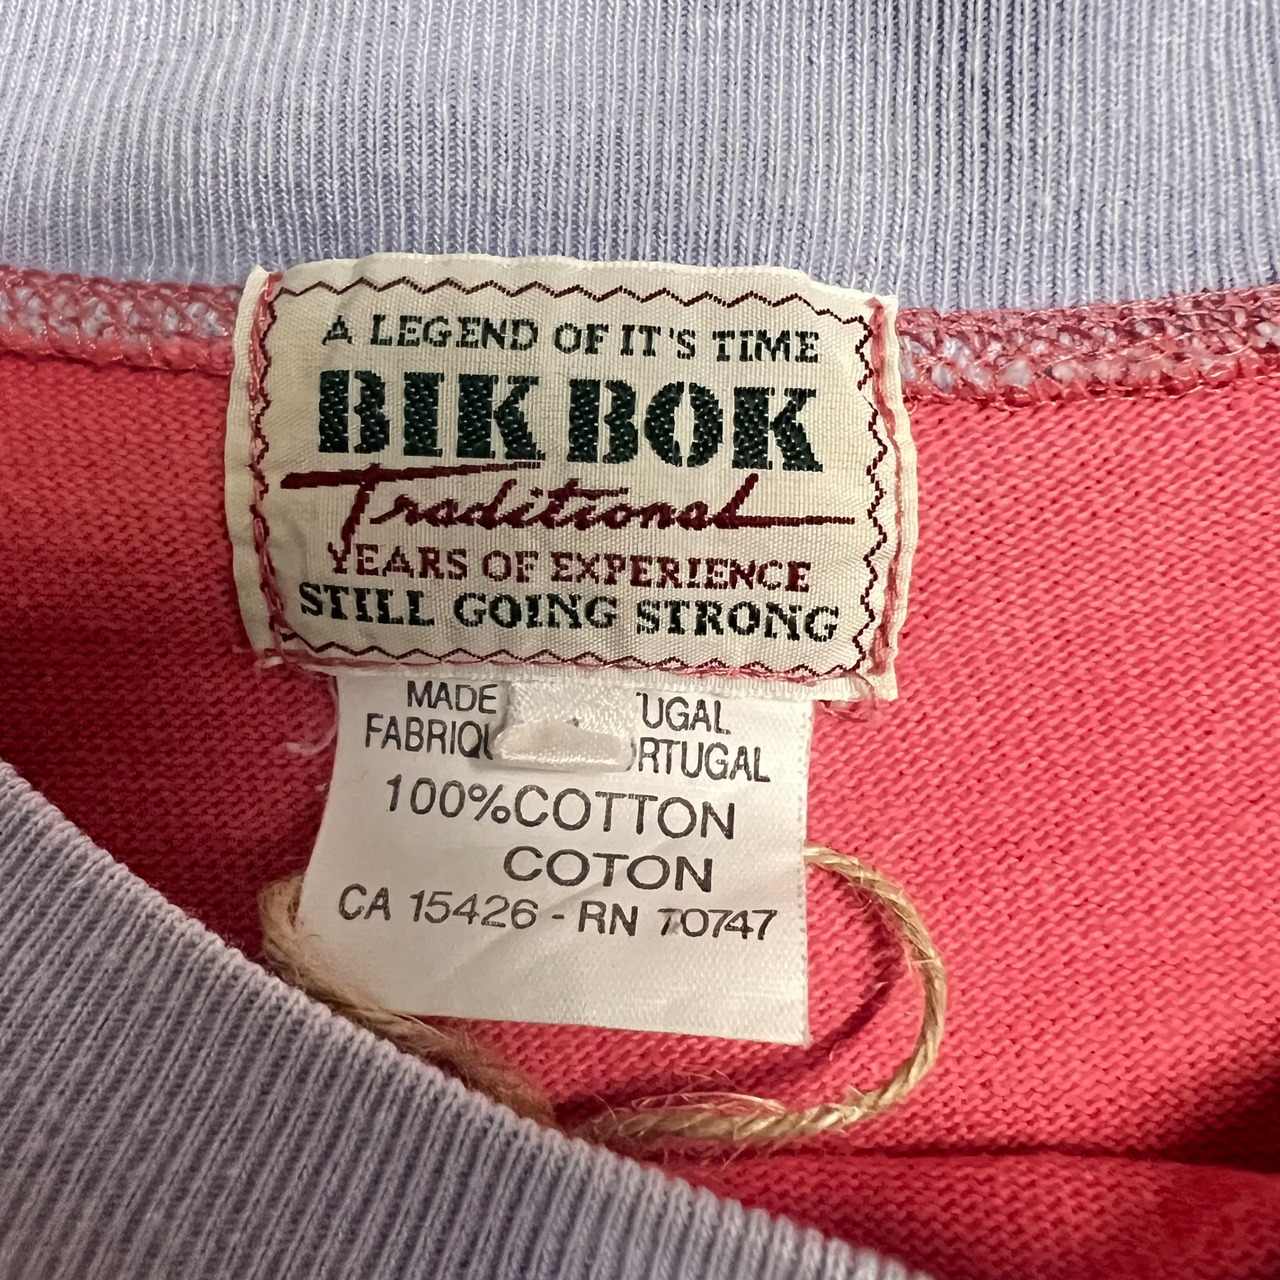 A LEGEND OF IT'S TIME
BIK BOK
Traditional
YEARS OF EXPERIENCE
STILL GOING STRONG
MADE UGAL
FABRIQU RTUGAL
100%COTTON
COTON
CA 15426 - RN 70747